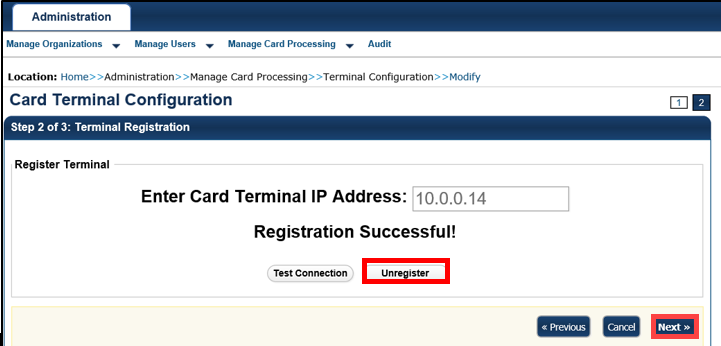 Administration
Manage Organizations Manage Users Manage Card Processing Audit
Location: Home>>Administration>>Manage Card Processing>>Terminal Configuration>>Modify
Card Terminal Configuration 1 2
Step 2 of 3: Terminal Registration
Register Terminal
Enter Card Terminal IP Address: 10.0.0.14
Registration Successful!
Test Connection Unregister
« Previous Cancel Next »